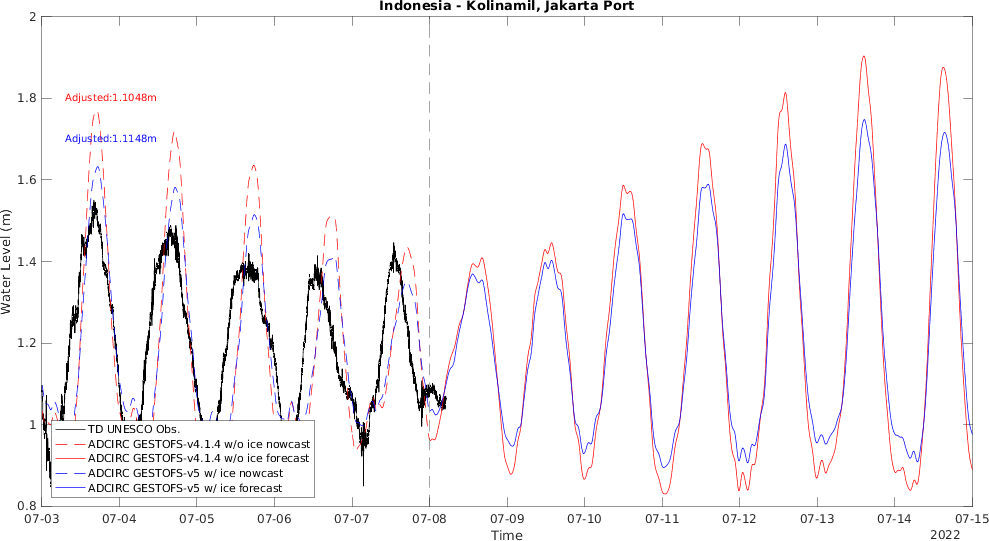 Indonesia - Kolinamil, Jakarta Port
2
1.8
1.6
1.4
1.2
1
0.8
Water Level (m)
Adjusted:1.1048m
Adjusted:1.1148m
TD UNESCO Obs.
ADCIRC GESTOFS-v4.1.4 w/o ice nowcast
ADCIRC GESTOFS-v4.1.4 w/o ice forecast
ADCIRC GESTOFS-v5 w/ ice nowcast
ADCIRC GESTOFS-v5 w/ ice forecast
07-03 07-04 07-05 07-06 07-07 07-08 07-09 07-10 07-11 07-12 07-13 07-14 07-15
Time
2022